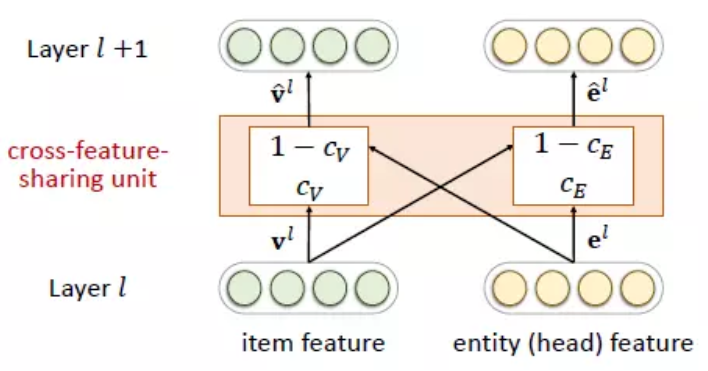 Layer l +1
v̂ˡ
êˡ
cross-feature-
sharing unit
1 − c_V
c_V
1 − c_E
c_E
vˡ
eˡ
Layer l
item feature
entity (head) feature